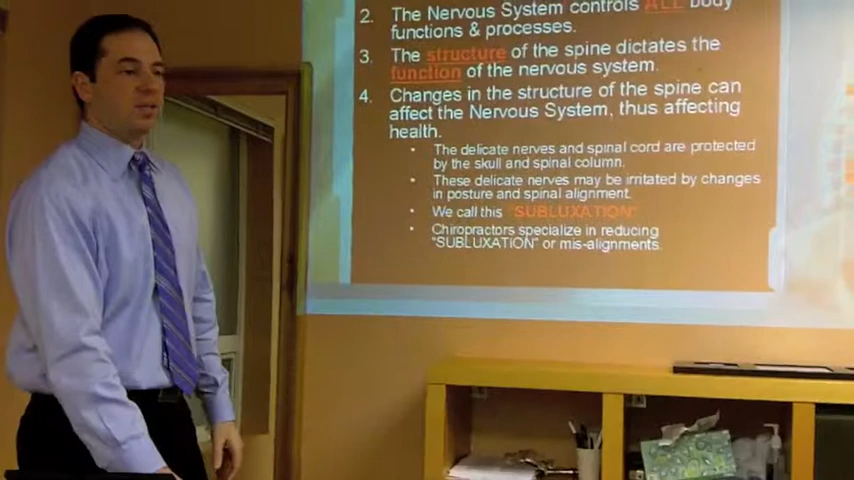 2. The Nervous System controls ALL body
functions & processes.
3. The structure of the spine dictates the
function of the nervous system.
4. Changes in the structure of the spine can
affect the Nervous System, thus affecting
health.
• The delicate nerves and spinal cord are protected
by the skull and spinal column.
• These delicate nerves may be irritated by changes
in posture and spinal alignment.
• We call this "SUBLUXATION"
• Chiropractors specialize in reducing
"SUBLUXATION" or mis-alignments.